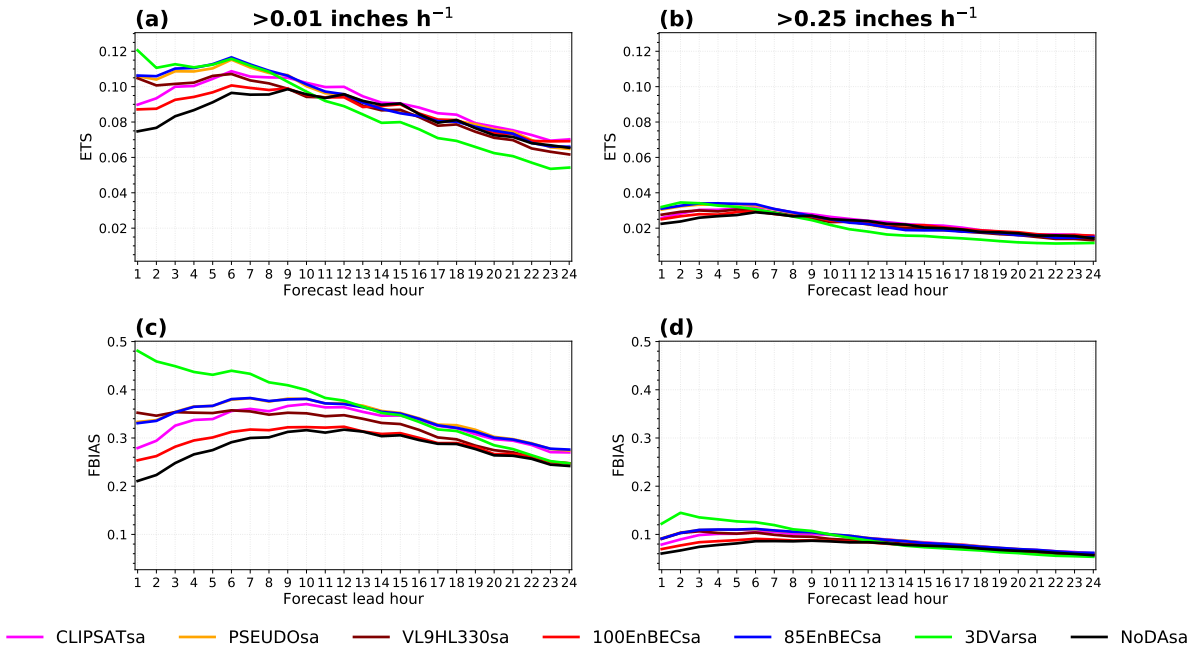 (a) >0.01 inches h⁻¹
(b) >0.25 inches h⁻¹
ETS
0.12
0.10
0.08
0.06
0.04
0.02
1 2 3 4 5 6 7 8 9 10 11 12 13 14 15 16 17 18 19 20 21 22 23 24
Forecast lead hour
ETS
0.12
0.10
0.08
0.06
0.04
0.02
1 2 3 4 5 6 7 8 9 10 11 12 13 14 15 16 17 18 19 20 21 22 23 24
Forecast lead hour
(c)
FBIAS
0.5
0.4
0.3
0.2
0.1
1 2 3 4 5 6 7 8 9 10 11 12 13 14 15 16 17 18 19 20 21 22 23 24
Forecast lead hour
(d)
FBIAS
0.5
0.4
0.3
0.2
0.1
1 2 3 4 5 6 7 8 9 10 11 12 13 14 15 16 17 18 19 20 21 22 23 24
Forecast lead hour
CLIPSATsa PSEUDOsa VL9HL330sa 100EnBECsa 85EnBECsa 3DVarsa NoDAsa